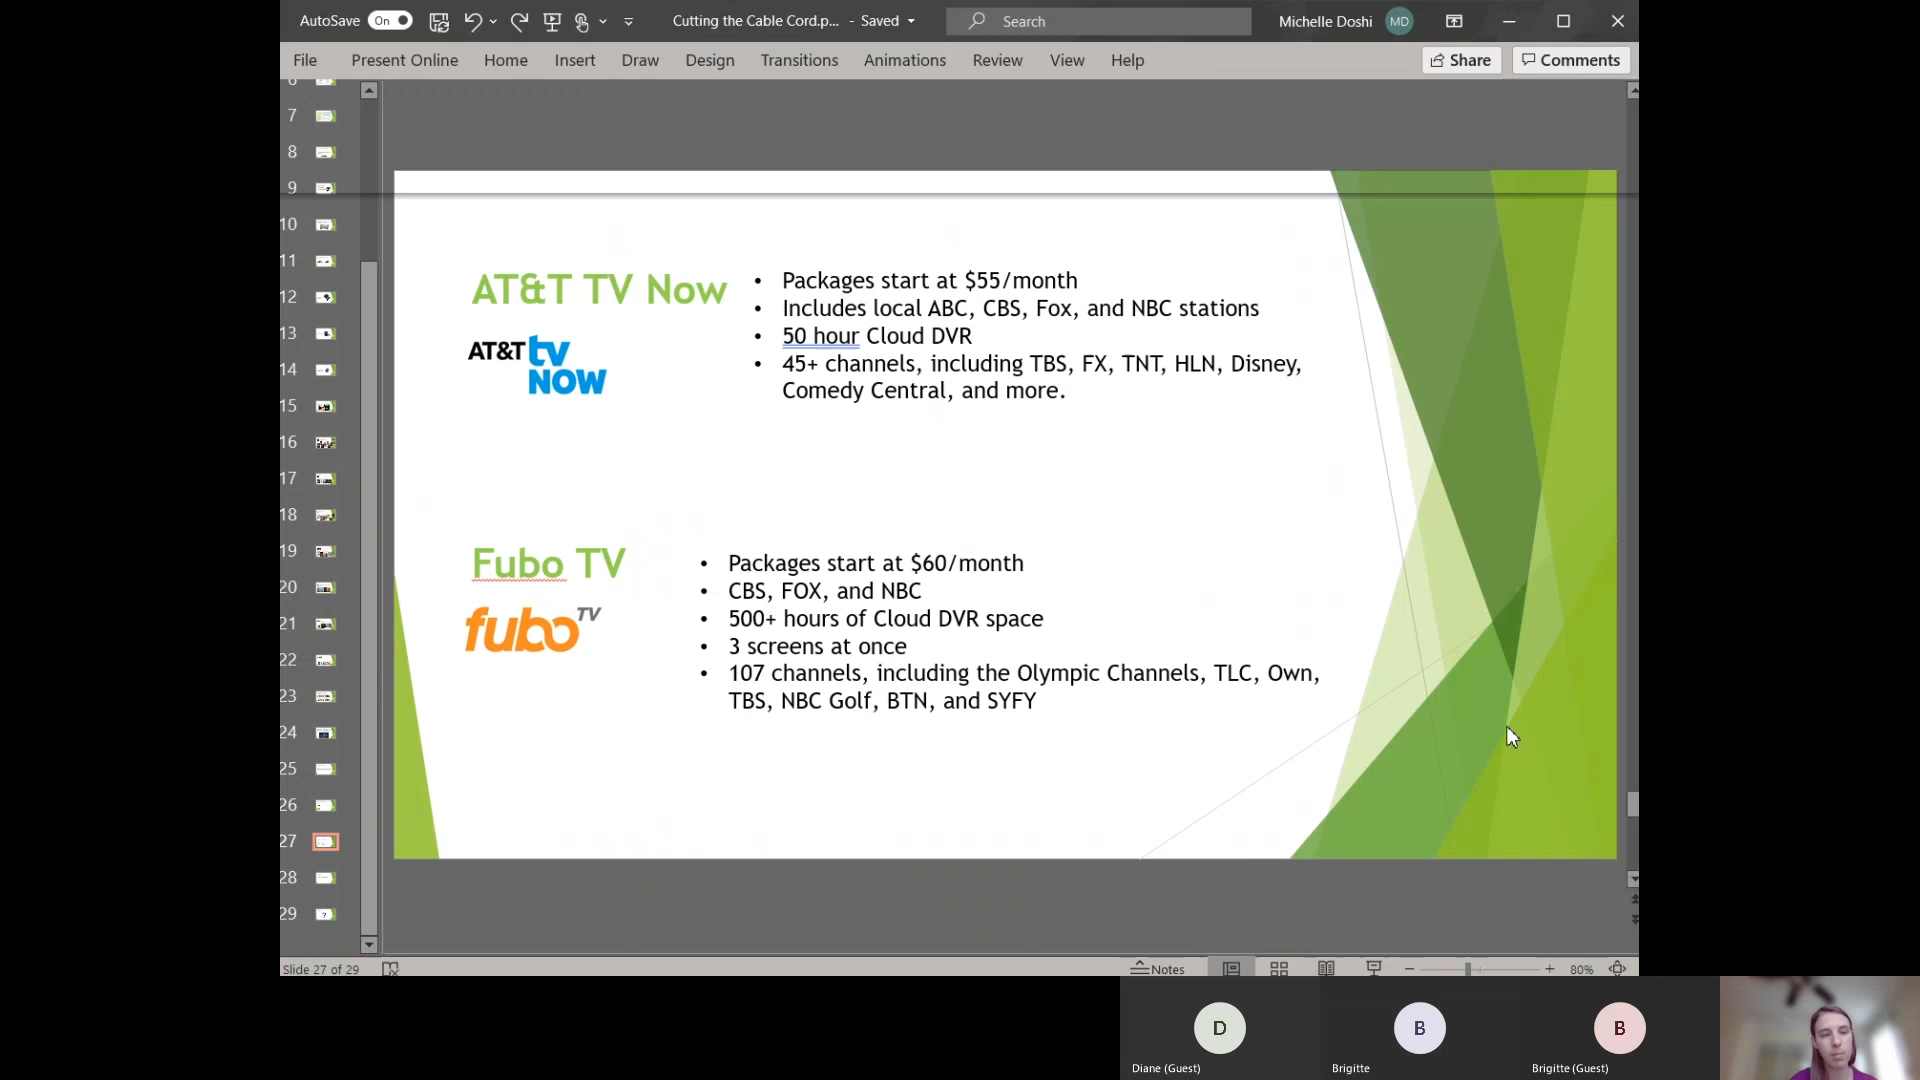 AutoSave On Cutting the Cable Cord.p... - Saved Search Michelle Doshi MD
File Present Online Home Insert Draw Design Transitions Animations Review View Help Share Comments
6
7
8
9
10
11
12
13
14
15
16
17
18
19
20
21
22
23
24
25
26
27
28
29
AT&T TV Now
AT&T tv
NOW
• Packages start at $55/month
• Includes local ABC, CBS, Fox, and NBC stations
• 50 hour Cloud DVR
• 45+ channels, including TBS, FX, TNT, HLN, Disney,
Comedy Central, and more.
Fubo TV
fubo TV
• Packages start at $60/month
• CBS, FOX, and NBC
• 500+ hours of Cloud DVR space
• 3 screens at once
• 107 channels, including the Olympic Channels, TLC, Own,
TBS, NBC Golf, BTN, and SYFY
Slide 27 of 29 Notes 80%
D B B
Diane (Guest) Brigitte Brigitte (Guest)